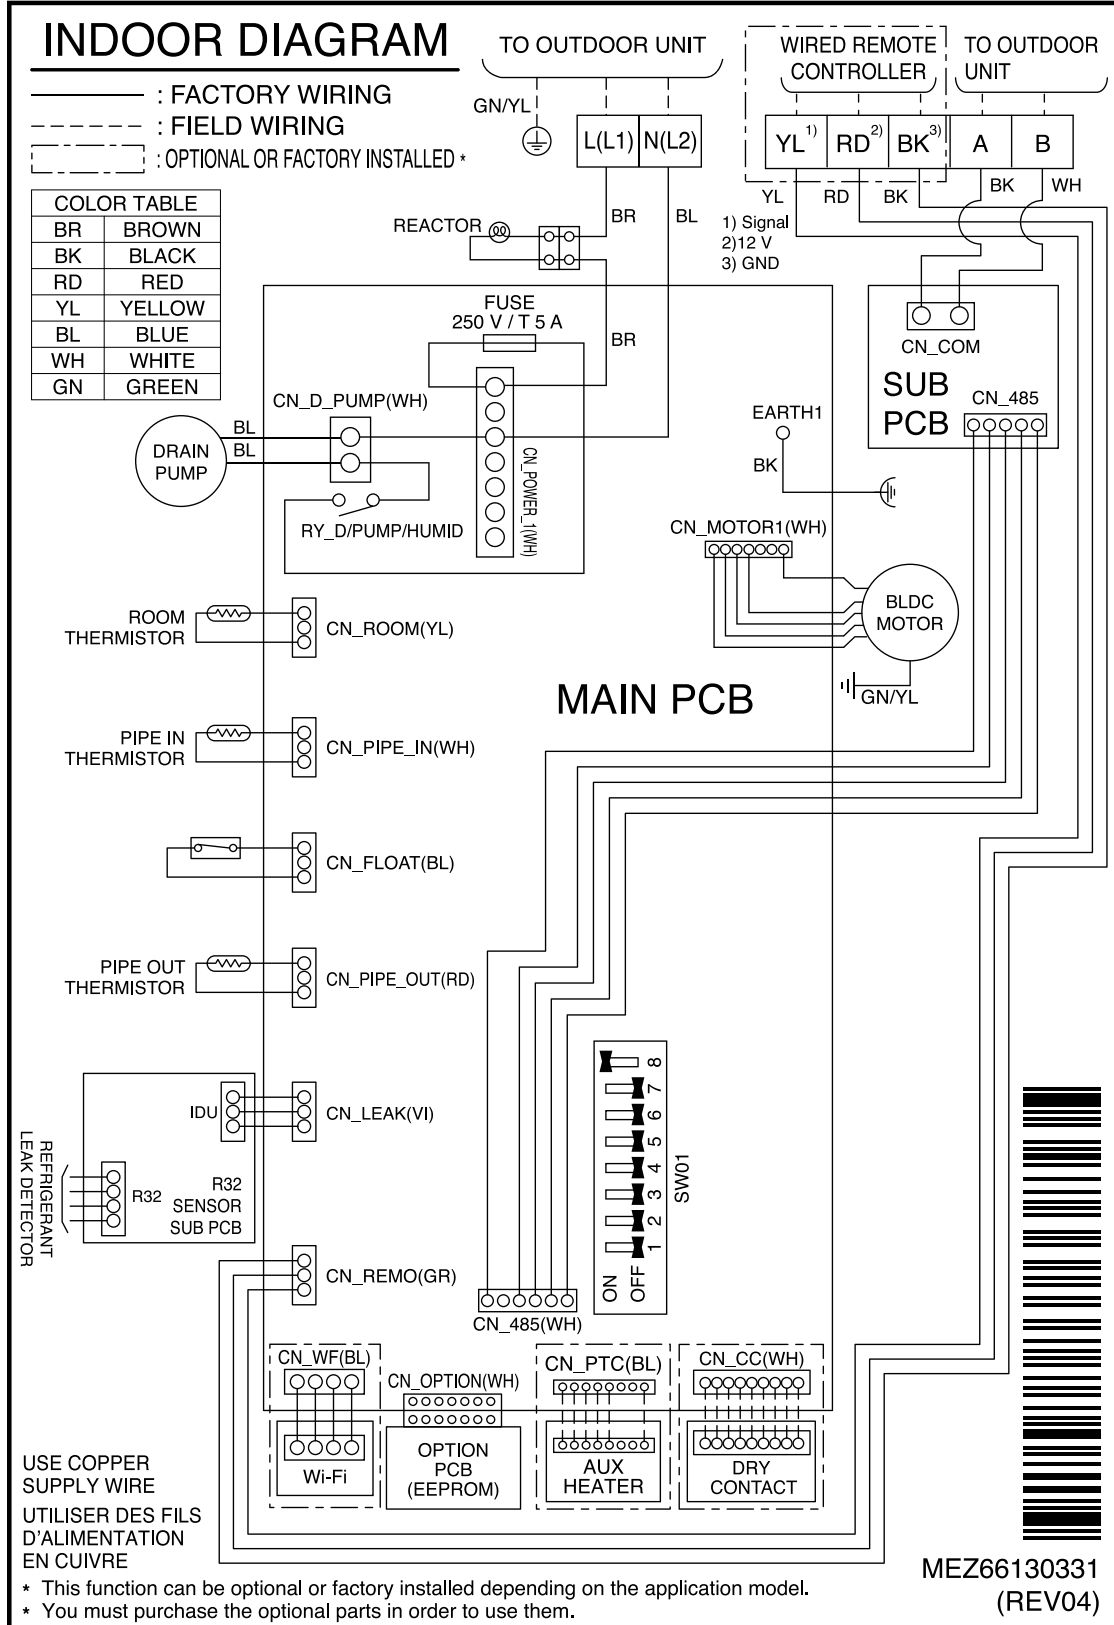 INDOOR DIAGRAM
: FACTORY WIRING
: FIELD WIRING
: OPTIONAL OR FACTORY INSTALLED *
COLOR TABLE
BR BROWN
BK BLACK
RD RED
YL YELLOW
BL BLUE
WH WHITE
GN GREEN
TO OUTDOOR UNIT
GN/YL
L(L1) N(L2)
WIRED REMOTE
CONTROLLER
TO OUTDOOR
UNIT
YL 1) RD 2) BK 3) A B
YL RD BK BK WH
1) Signal
2)12 V
3) GND
REACTOR
BR BL
FUSE
250 V / T 5 A
BR
CN_D_PUMP(WH)
BL
BL
DRAIN
PUMP
CN_POWER_1(WH)
RY_D/PUMP/HUMID
CN_COM
SUB
PCB
CN_485
EARTH1
BK
CN_MOTOR1(WH)
BLDC
MOTOR
GN/YL
MAIN PCB
ROOM
THERMISTOR
CN_ROOM(YL)
PIPE IN
THERMISTOR
CN_PIPE_IN(WH)
CN_FLOAT(BL)
PIPE OUT
THERMISTOR
CN_PIPE_OUT(RD)
IDU
CN_LEAK(VI)
REFRIGERANT
LEAK DETECTOR
R32
R32
SENSOR
SUB PCB
CN_REMO(GR)
1 2 3 4 5 6 7 8
SW01
ON
OFF
CN_485(WH)
CN_WF(BL)
Wi-Fi
CN_OPTION(WH)
OPTION
PCB
(EEPROM)
CN_PTC(BL)
AUX
HEATER
CN_CC(WH)
DRY
CONTACT
USE COPPER
SUPPLY WIRE
UTILISER DES FILS
D'ALIMENTATION
EN CUIVRE
* This function can be optional or factory installed depending on the application model.
* You must purchase the optional parts in order to use them.
MEZ66130331
(REV04)